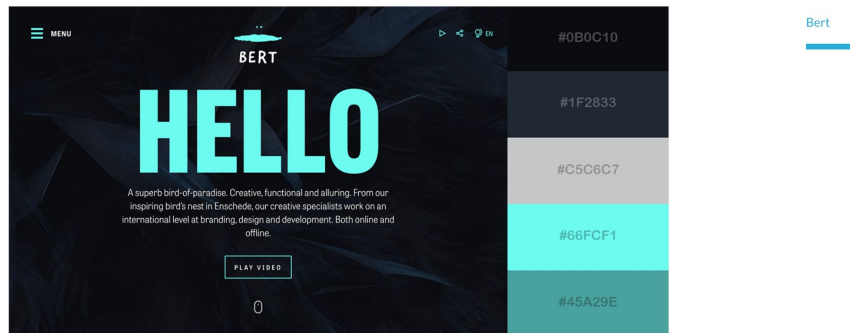 MENU
EN
BERT
HELLO
A superb bird-of-paradise. Creative, functional and alluring. From our
inspiring bird's nest in Enschede, our creative specialists work on an
international level at branding, design and development. Both online and
offline.
PLAY VIDEO
#0B0C10
#1F2833
#C5C6C7
#66FCF1
#45A29E
Bert